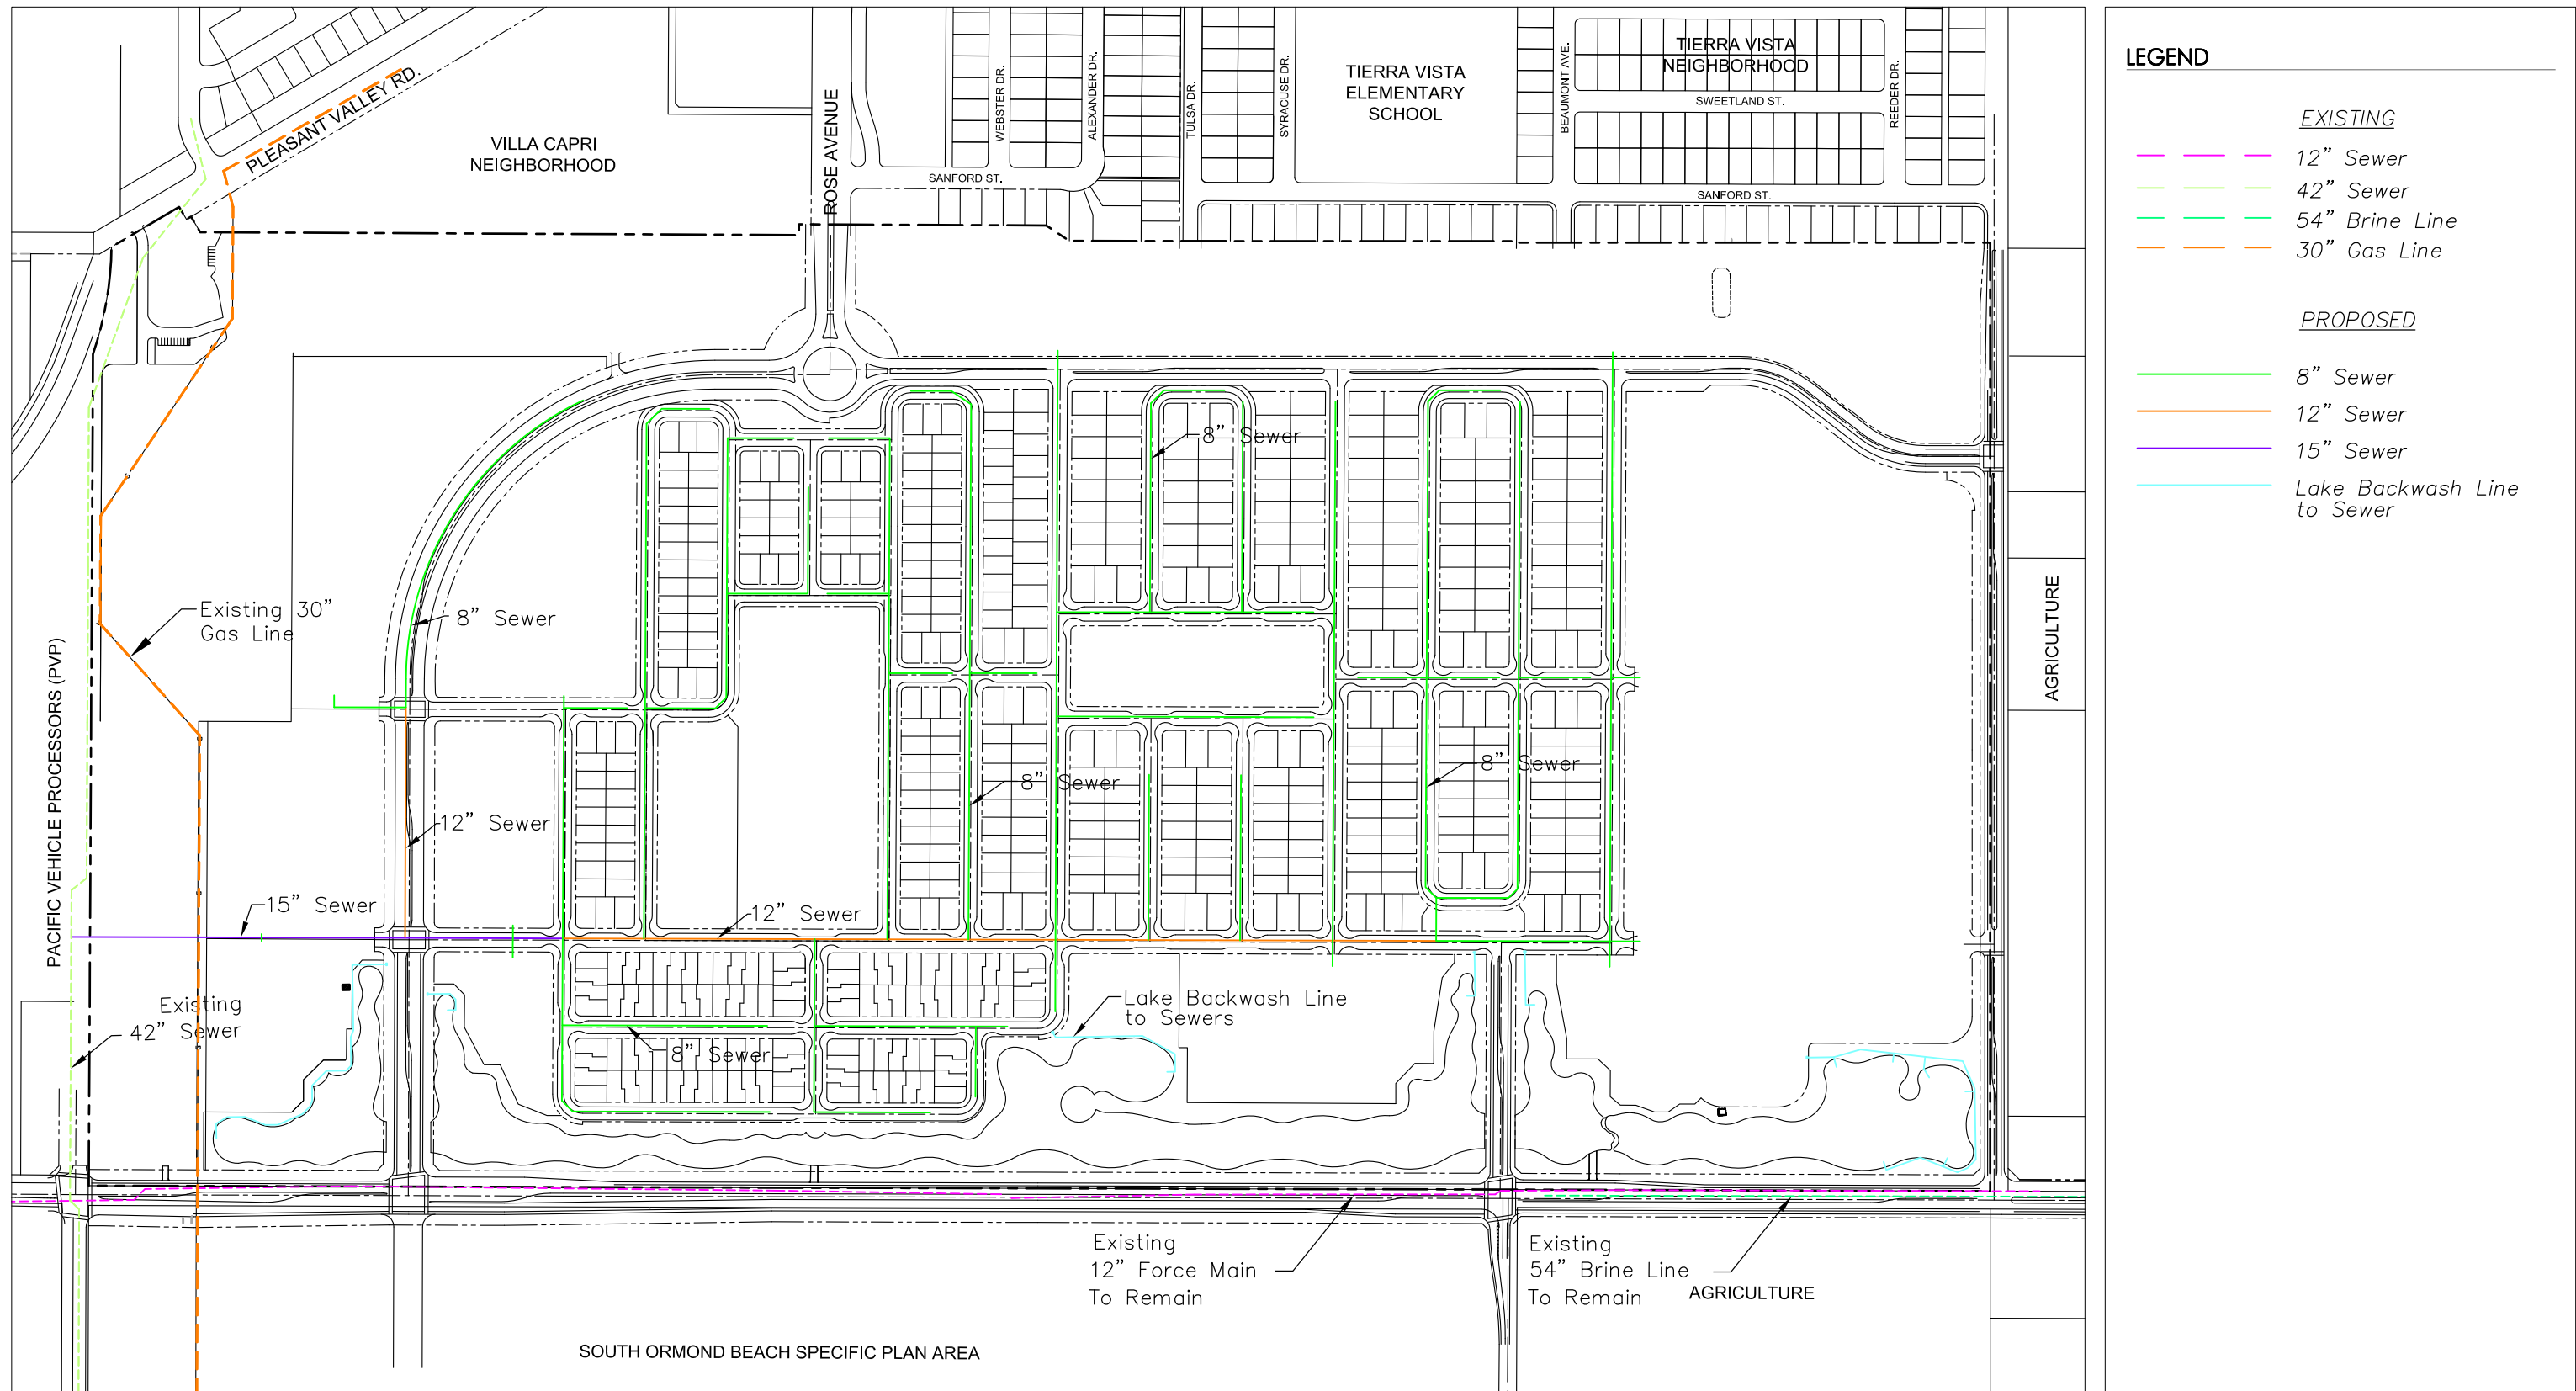 PLEASANT VALLEY RD.
VILLA CAPRI
NEIGHBORHOOD
ROSE AVENUE
WEBSTER DR.
ALEXANDER DR.
TULSA DR.
SYRACUSE DR.
SANFORD ST.
TIERRA VISTA
ELEMENTARY
SCHOOL
BEAUMONT AVE.
TIERRA VISTA
NEIGHBORHOOD
SWEETLAND ST.
REEDER DR.
SANFORD ST.
8" Sewer
Existing 30"
Gas Line
8" Sewer
AGRICULTURE
PACIFIC VEHICLE PROCESSORS (PVP)
8" Sewer
8" Sewer
12" Sewer
15" Sewer
12" Sewer
Existing
42" Sewer
Lake Backwash Line
to Sewers
8" Sewer
Existing
12" Force Main
To Remain
Existing
54" Brine Line
To Remain
AGRICULTURE
SOUTH ORMOND BEACH SPECIFIC PLAN AREA
LEGEND
EXISTING
12" Sewer
42" Sewer
54" Brine Line
30" Gas Line
PROPOSED
8" Sewer
12" Sewer
15" Sewer
Lake Backwash Line
to Sewer